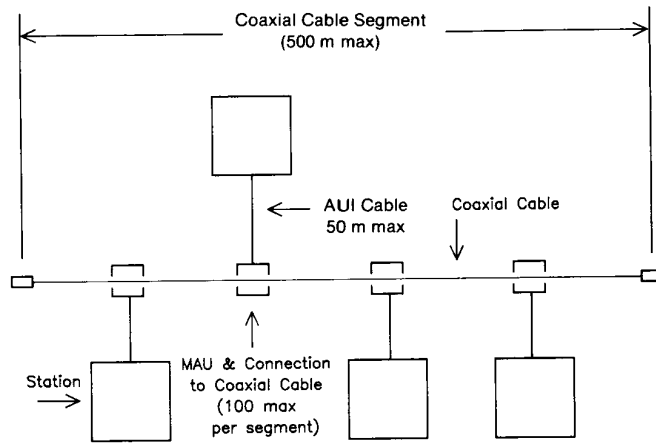 Coaxial Cable Segment
(500 m max)
AUI Cable
50 m max
Coaxial Cable
Station
MAU & Connection
to Coaxial Cable
(100 max
per segment)